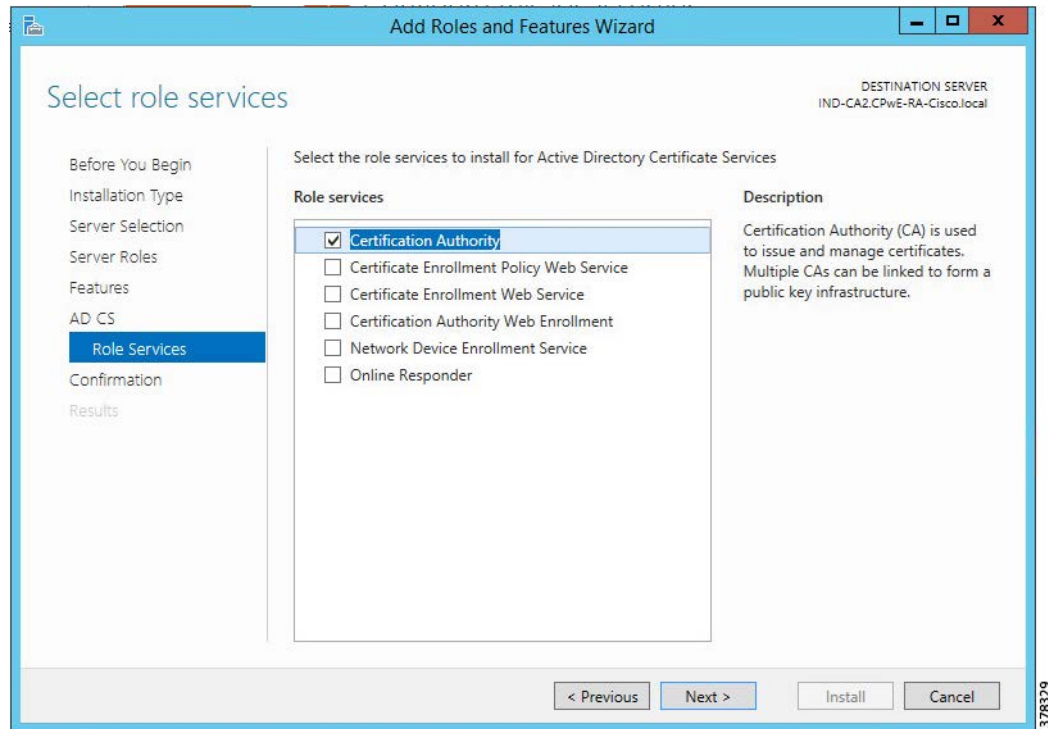 Add Roles and Features Wizard
Select role services
DESTINATION SERVER
IND-CA2.CPwE-RA-Cisco.local
Before You Begin
Installation Type
Server Selection
Server Roles
Features
AD CS
Role Services
Confirmation
Results
Select the role services to install for Active Directory Certificate Services
Role services
Certification Authority
Certificate Enrollment Policy Web Service
Certificate Enrollment Web Service
Certification Authority Web Enrollment
Network Device Enrollment Service
Online Responder
Description
Certification Authority (CA) is used
to issue and manage certificates.
Multiple CAs can be linked to form a
public key infrastructure.
< Previous
Next >
Install
Cancel
378329